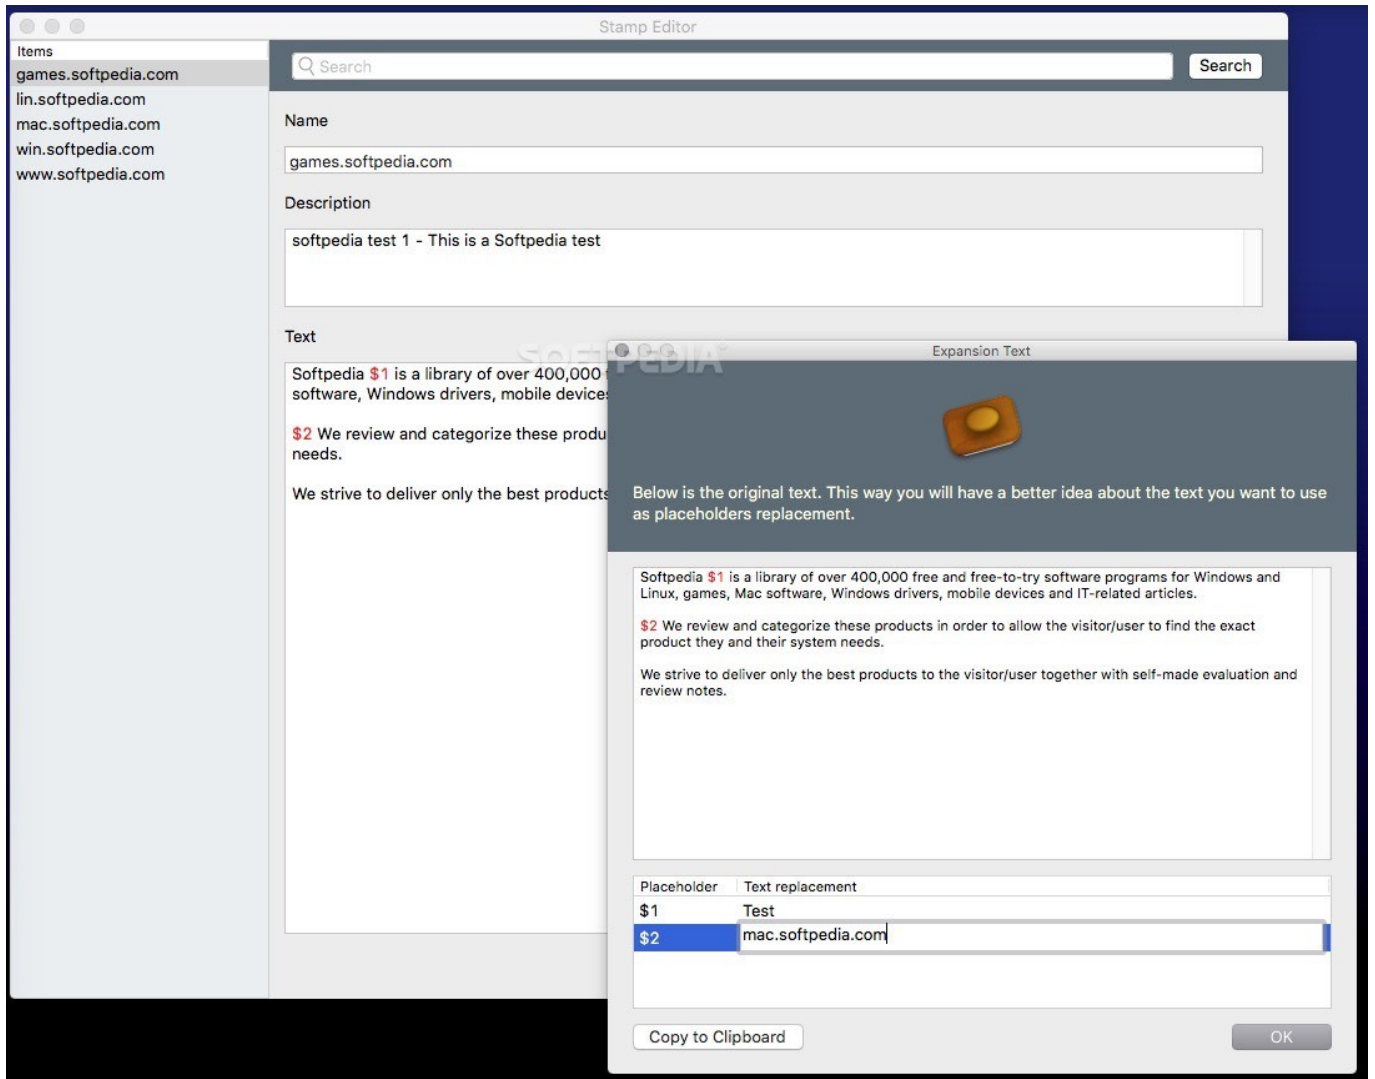 Stamp Editor
Items
games.softpedia.com
lin.softpedia.com
mac.softpedia.com
win.softpedia.com
www.softpedia.com
Search
Search
Name
games.softpedia.com
Description
softpedia test 1 - This is a Softpedia test
Text
Softpedia $1 is a library of over 400,000
software, Windows drivers, mobile devices
$2 We review and categorize these produ
needs.
We strive to deliver only the best products
SOFTPEDIA
Expansion Text
Below is the original text. This way you will have a better idea about the text you want to use
as placeholders replacement.
Softpedia $1 is a library of over 400,000 free and free-to-try software programs for Windows and
Linux, games, Mac software, Windows drivers, mobile devices and IT-related articles.
$2 We review and categorize these products in order to allow the visitor/user to find the exact
product they and their system needs.
We strive to deliver only the best products to the visitor/user together with self-made evaluation and
review notes.
Placeholder Text replacement
$1 Test
$2 mac.softpedia.com
Copy to Clipboard
OK